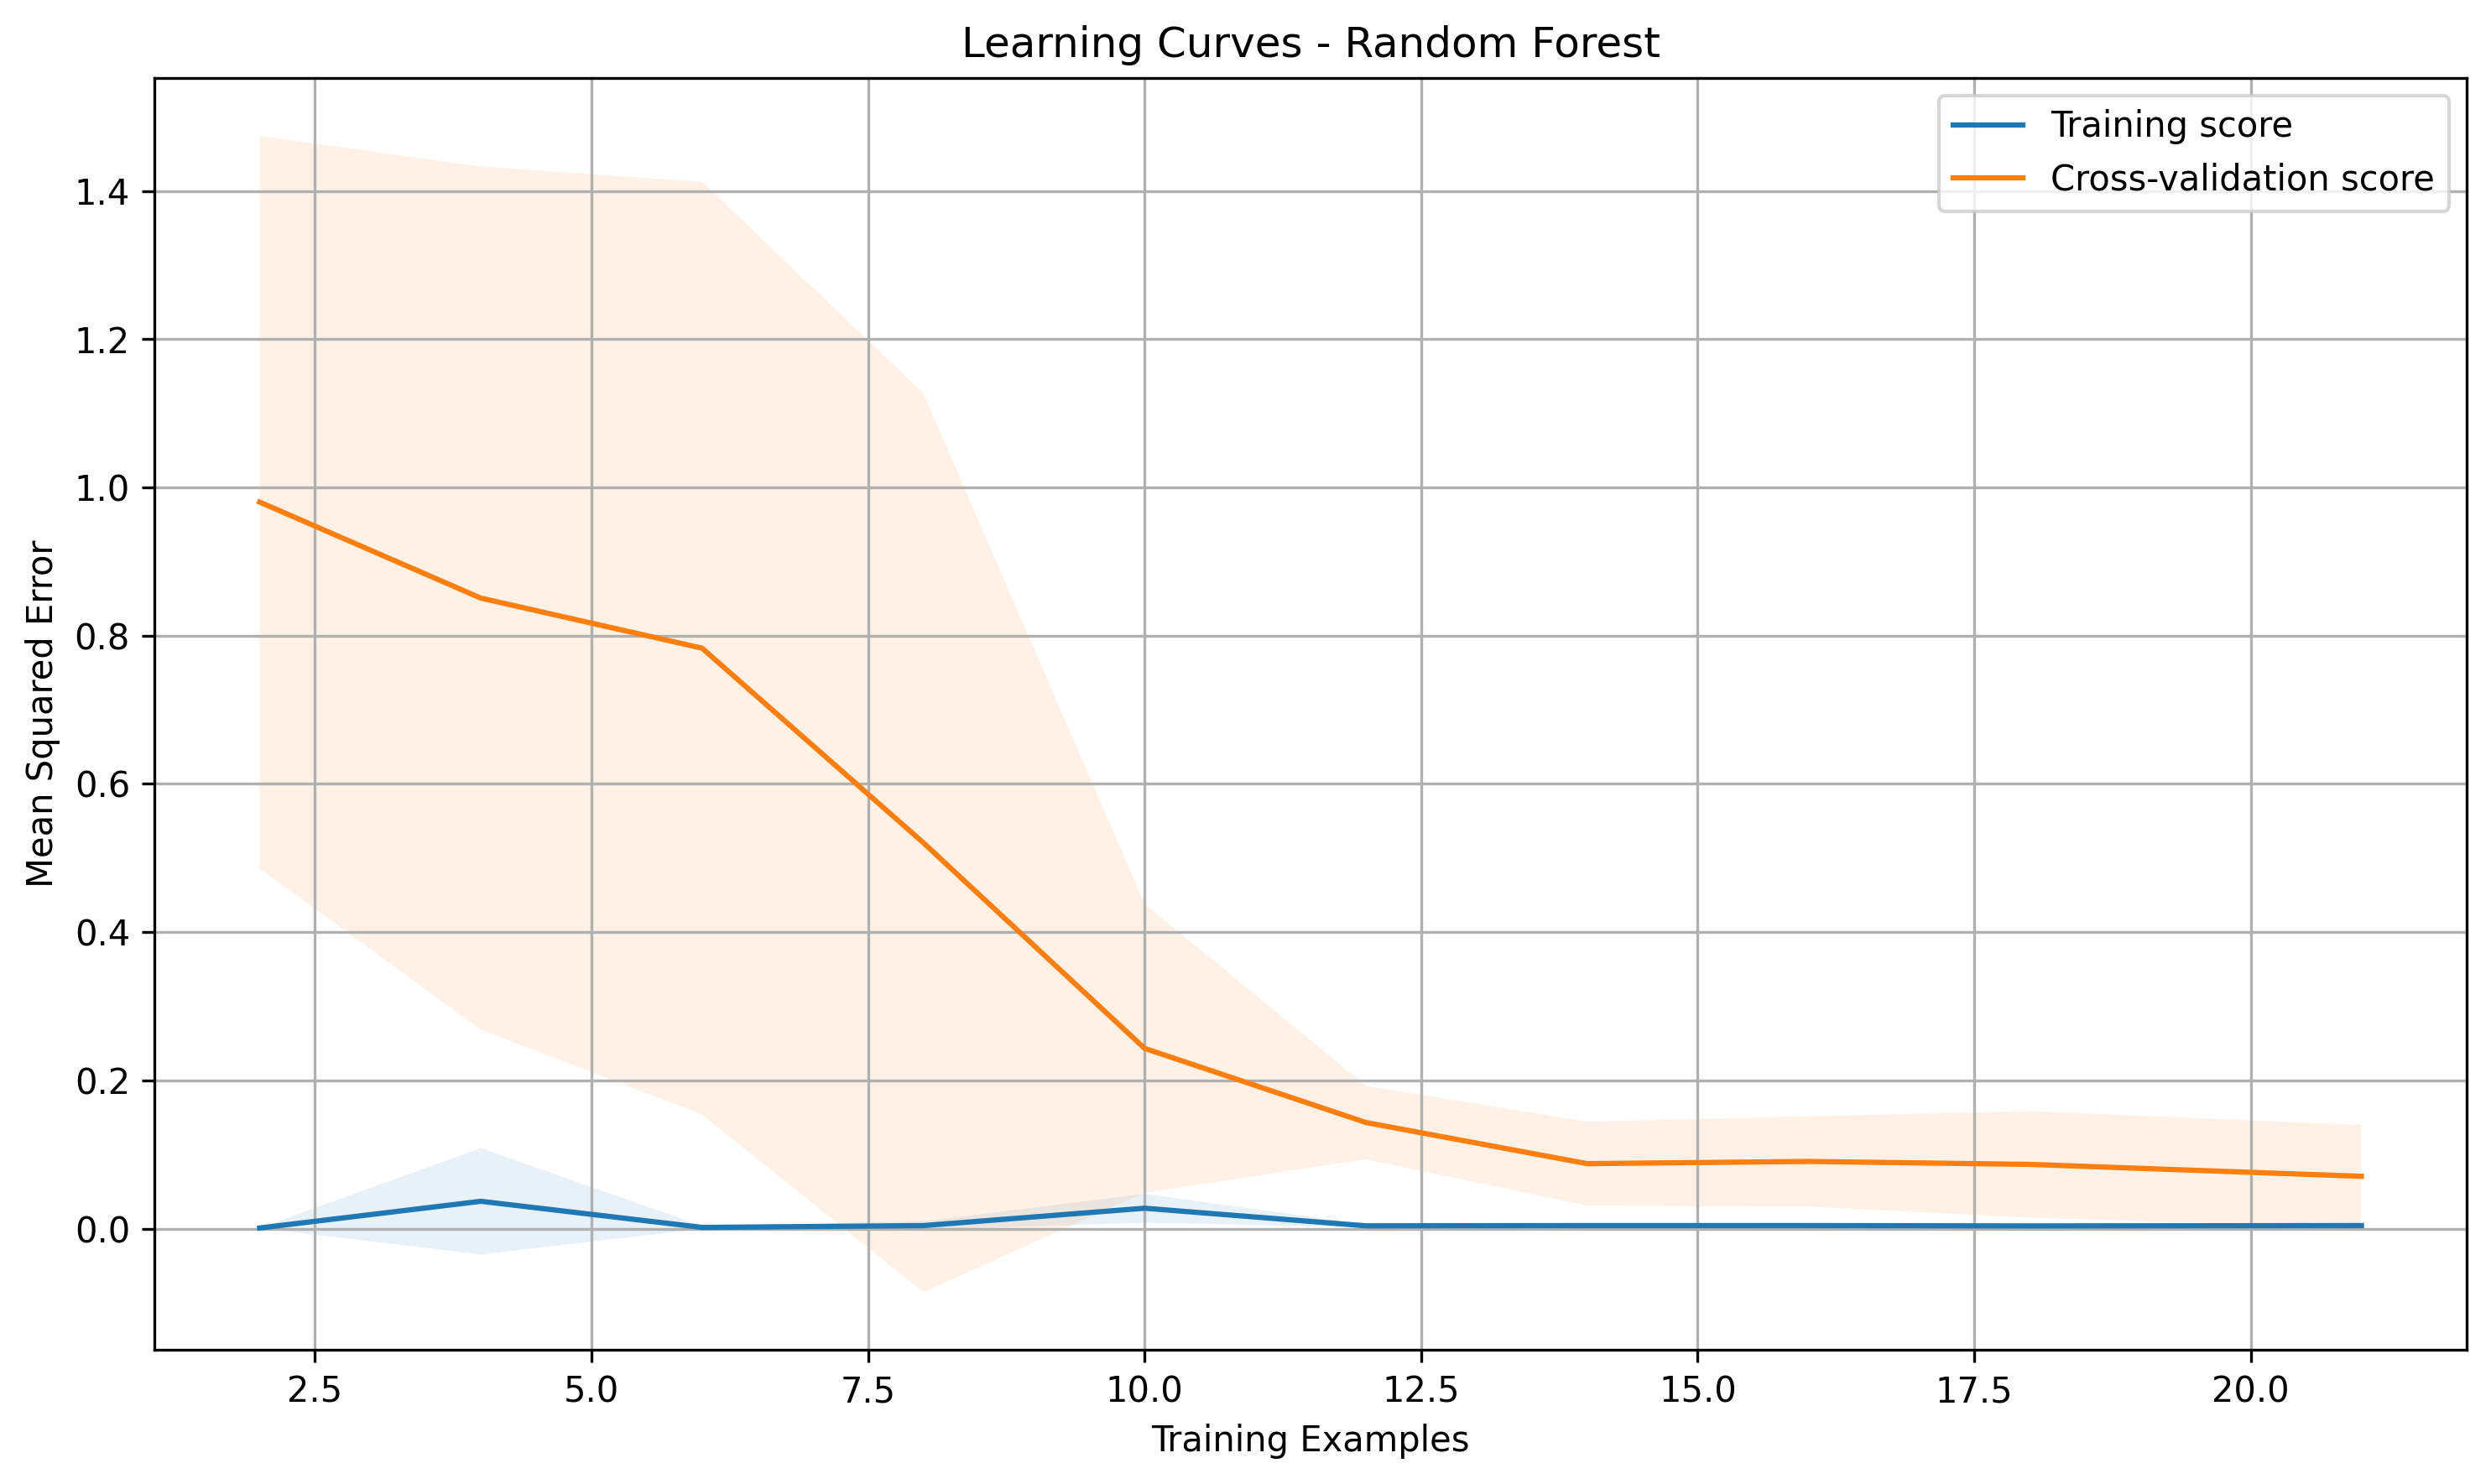 Learning Curves - Random Forest
Training score
Cross-validation score
Mean Squared Error
1.4
1.2
1.0
0.8
0.6
0.4
0.2
0.0
2.5 5.0 7.5 10.0 12.5 15.0 17.5 20.0
Training Examples